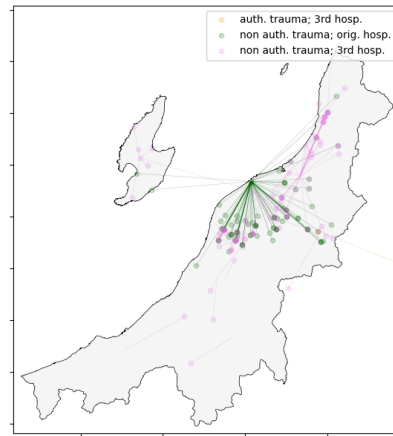 auth. trauma; 3rd hosp.
non auth. trauma; orig. hosp.
non auth. trauma; 3rd hosp.